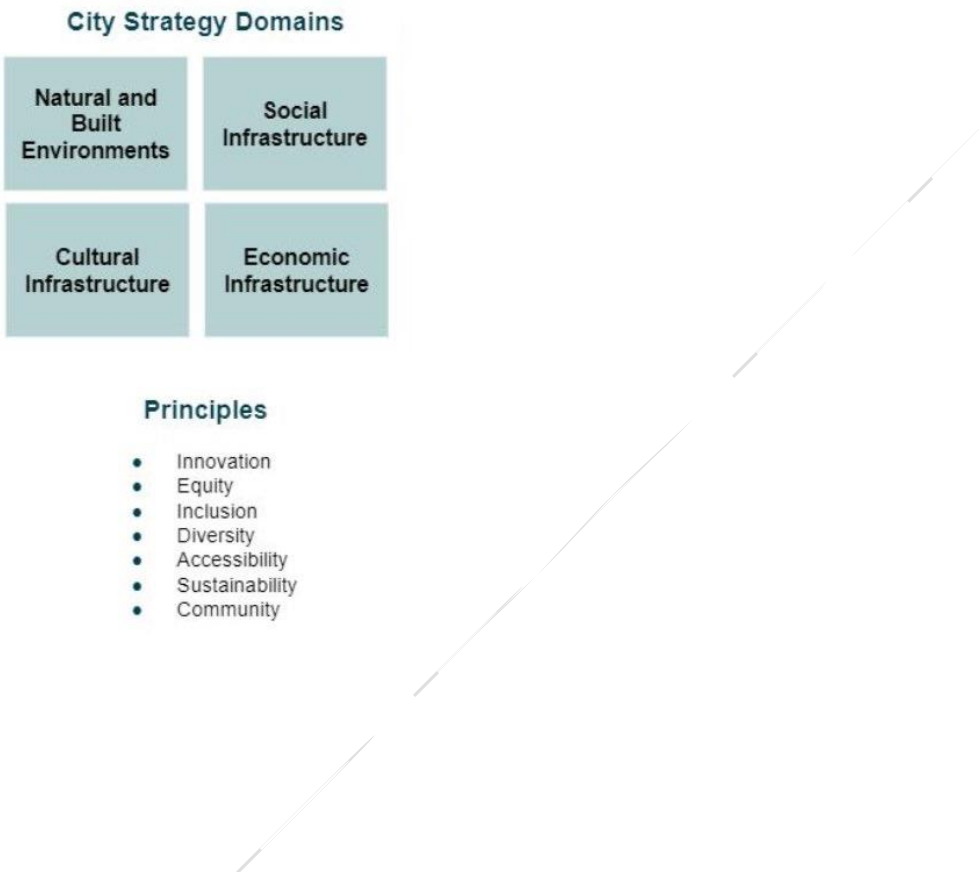 City Strategy Domains
Natural and
Built
Environments
Social
Infrastructure
Cultural
Infrastructure
Economic
Infrastructure
Principles
• Innovation
• Equity
• Inclusion
• Diversity
• Accessibility
• Sustainability
• Community